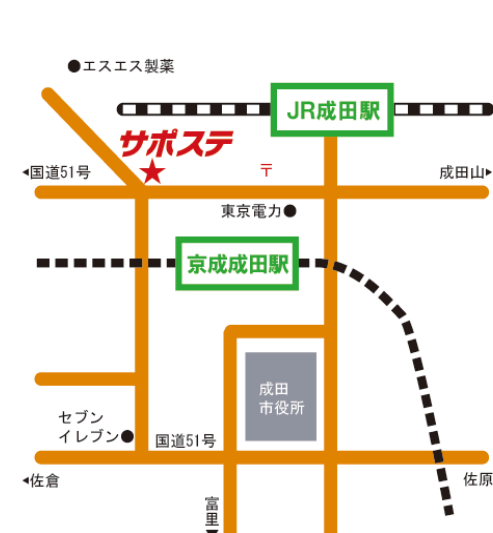 ●エスエス製薬
JR成田駅
サポステ
★
〒
◂国道51号
成田山▸
東京電力●
京成成田駅
成田
市役所
セブン
イレブン●
国道51号
◂佐倉
佐原
富里